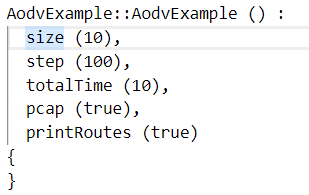 AodvExample::AodvExample () :
size (10),
step (100),
totalTime (10),
pcap (true),
printRoutes (true)
{
}